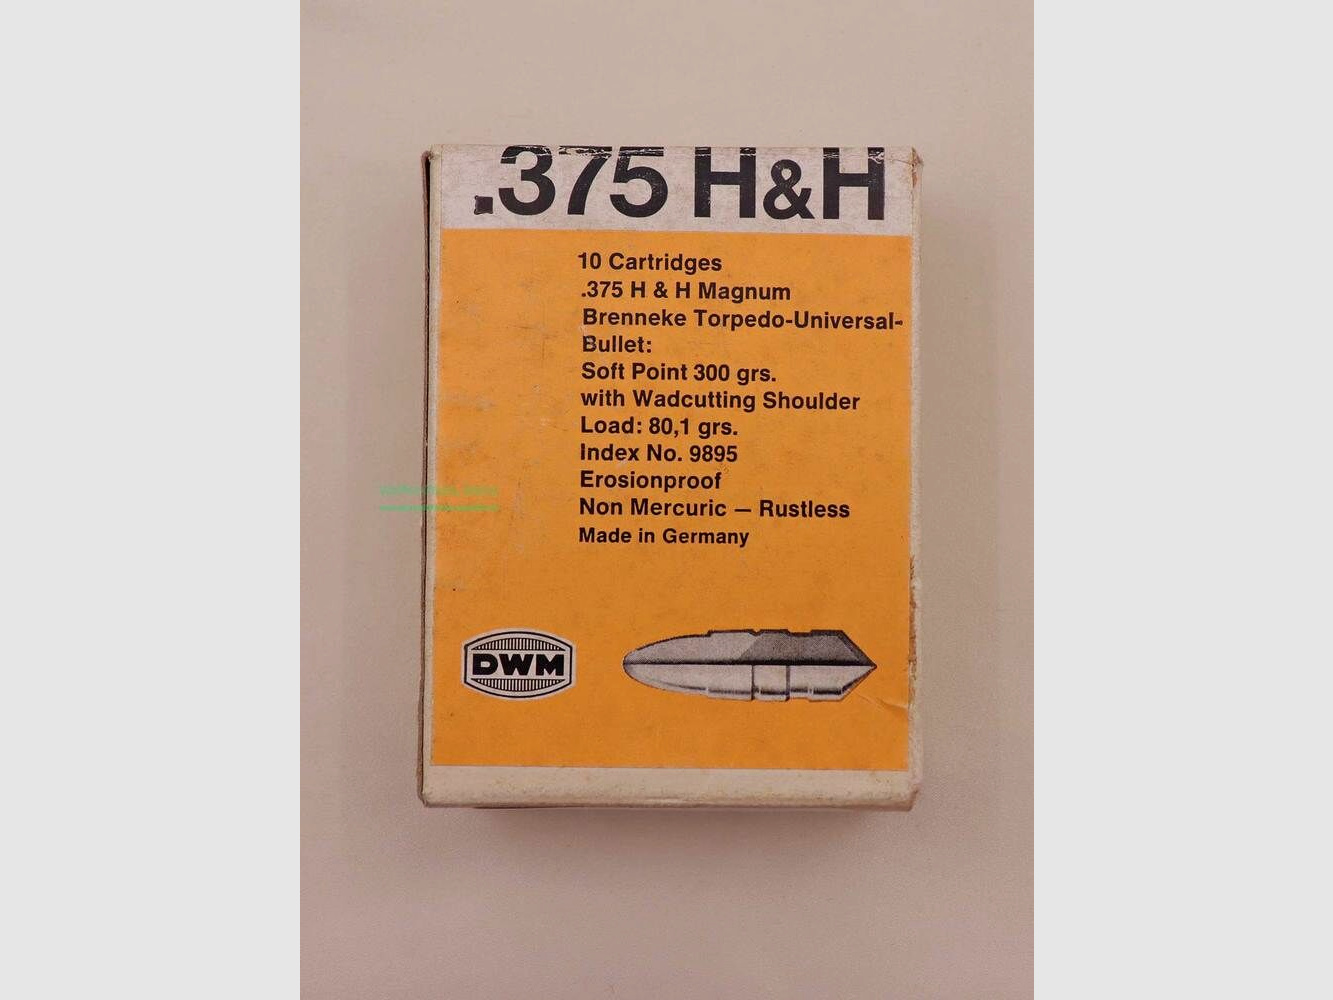 .375 H&H
10 Cartridges
.375 H & H Magnum
Brenneke Torpedo-Universal-
Bullet:
Soft Point 300 grs.
with Wadcutting Shoulder
Load: 80,1 grs.
Index No. 9895
Erosionproof
Non Mercuric — Rustless
Made in Germany
DWM